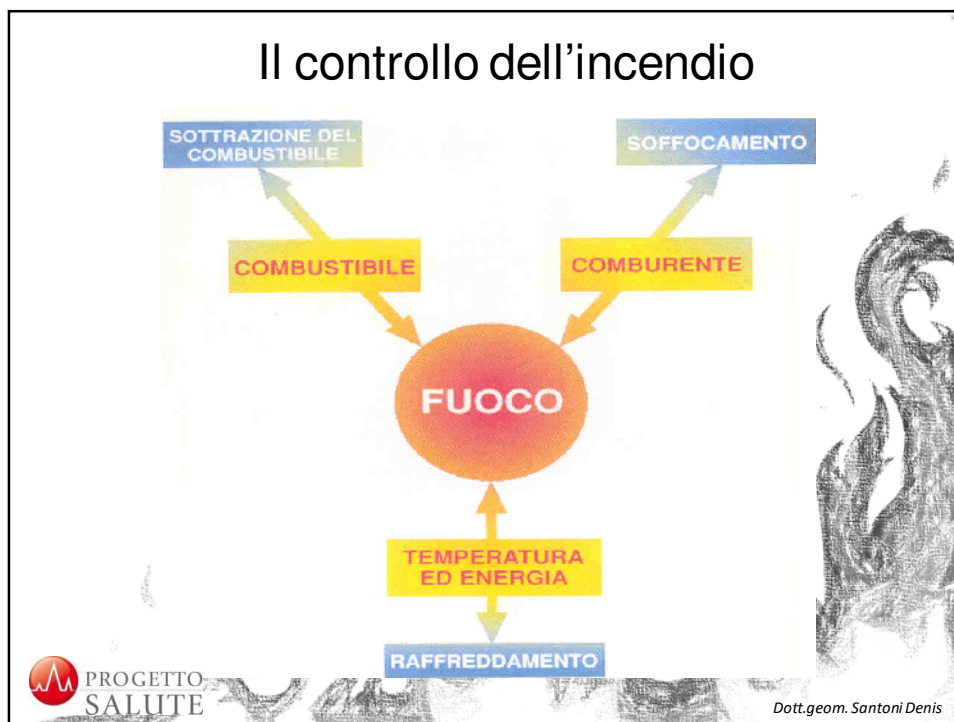 Il controllo dell'incendio
SOTTRAZIONE DEL
COMBUSTIBILE
SOFFOCAMENTO
COMBUSTIBILE
COMBURENTE
FUOCO
TEMPERATURA
ED ENERGIA
RAFFREDDAMENTO
PROGETTO
SALUTE
Dott.geom. Santoni Denis